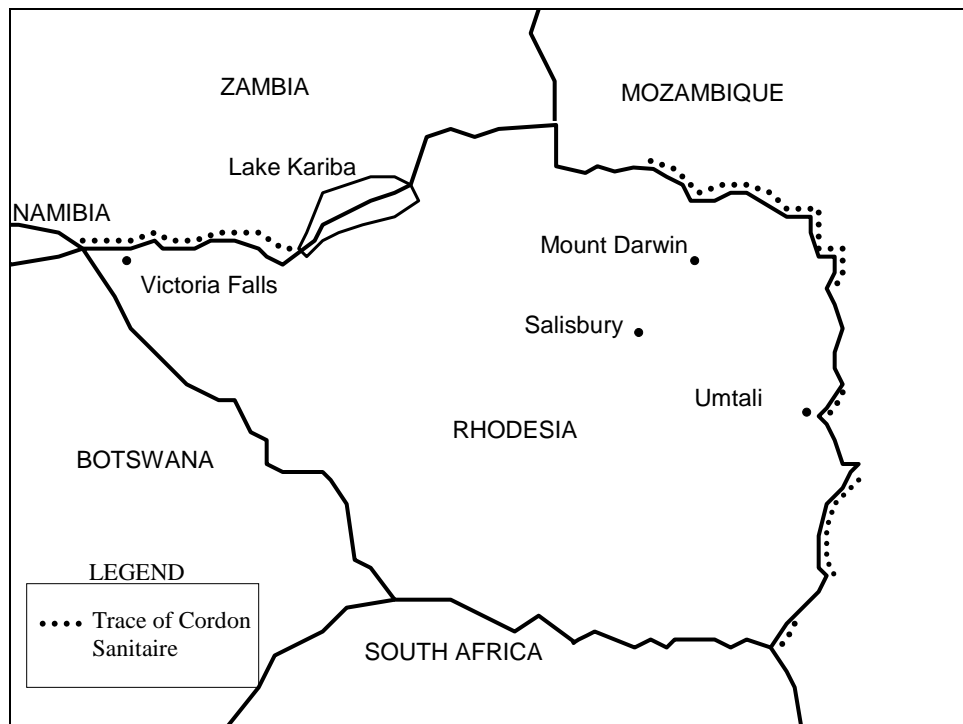 ZAMBIA
MOZAMBIQUE
Lake Kariba
NAMIBIA
Mount Darwin
Victoria Falls
Salisbury
Umtali
RHODESIA
BOTSWANA
LEGEND
Trace of Cordon
Sanitaire
SOUTH AFRICA